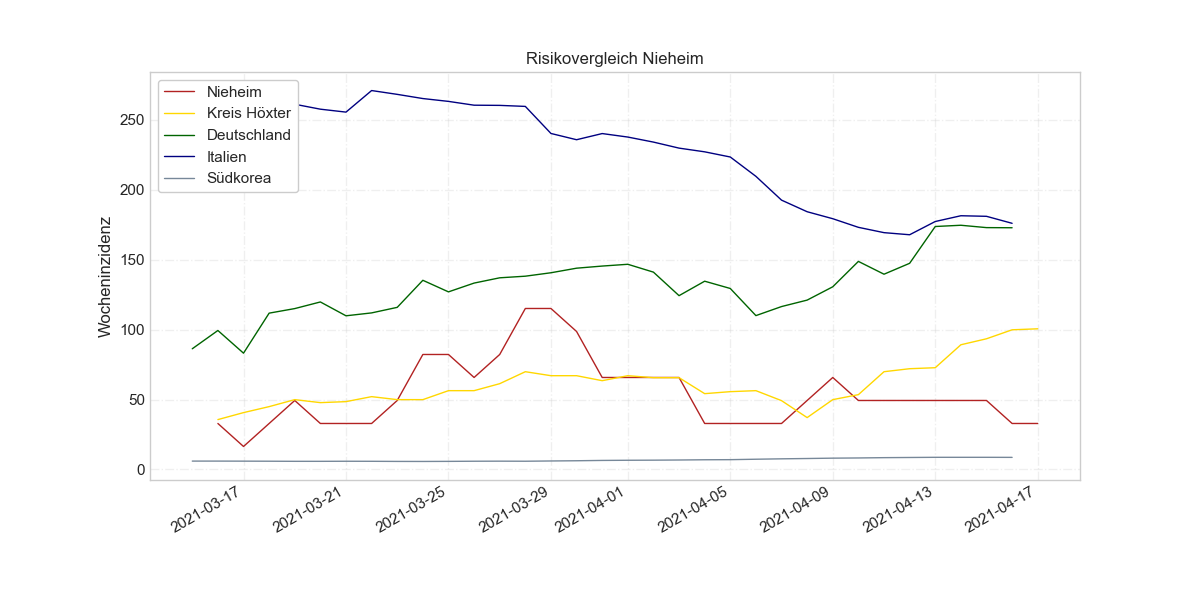 Risikovergleich Nieheim
Nieheim
Kreis Höxter
Deutschland
Italien
Südkorea
Wocheninzidenz
250
200
150
100
50
0
2021-03-17
2021-03-21
2021-03-25
2021-03-29
2021-04-01
2021-04-05
2021-04-09
2021-04-13
2021-04-17